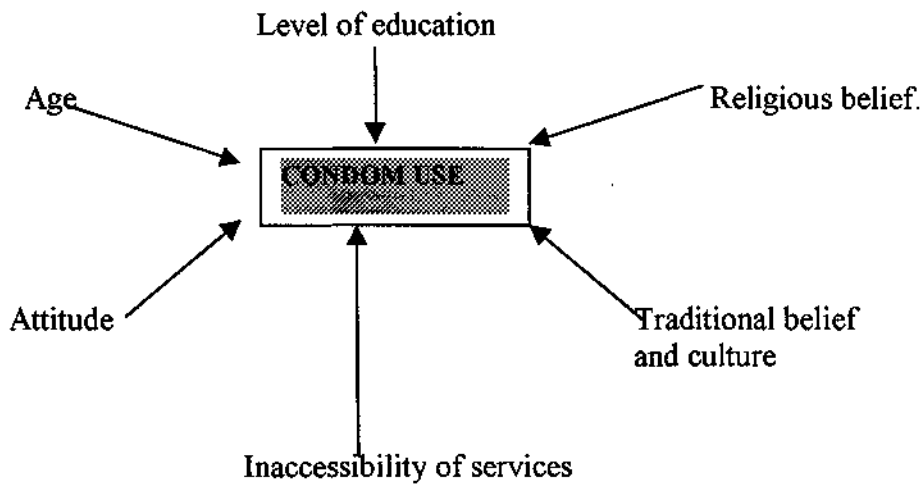 Level of education
Age
Religious belief.
CONDOM USE
Attitude
Traditional belief
and culture
Inaccessibility of services